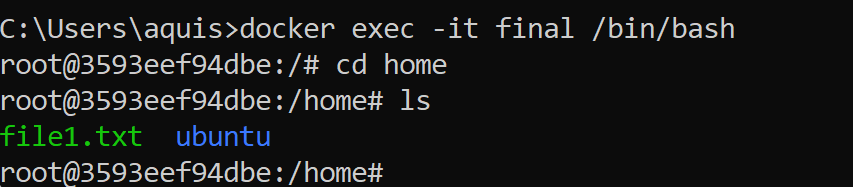 C:\Users\aquis>docker exec -it final /bin/bash
root@3593eef94dbe:/# cd home
root@3593eef94dbe:/home# ls
file1.txt  ubuntu
root@3593eef94dbe:/home#